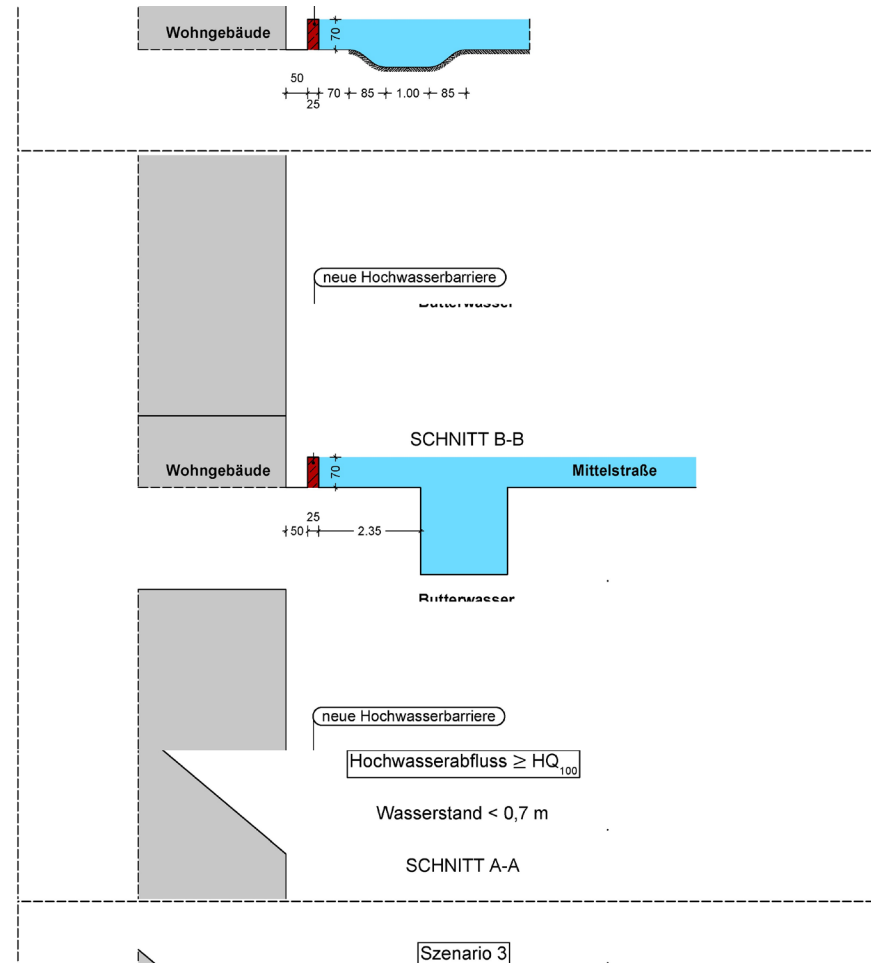 Wohngebäude
70
50
25
70
85
1.00
85
neue Hochwasserbarriere
Butterwasser
SCHNITT B-B
Wohngebäude
70
Mittelstraße
25
50
2.35
Butterwasser
neue Hochwasserbarriere
Hochwasserabfluss ≥ HQ100
Wasserstand < 0,7 m
SCHNITT A-A
Szenario 3